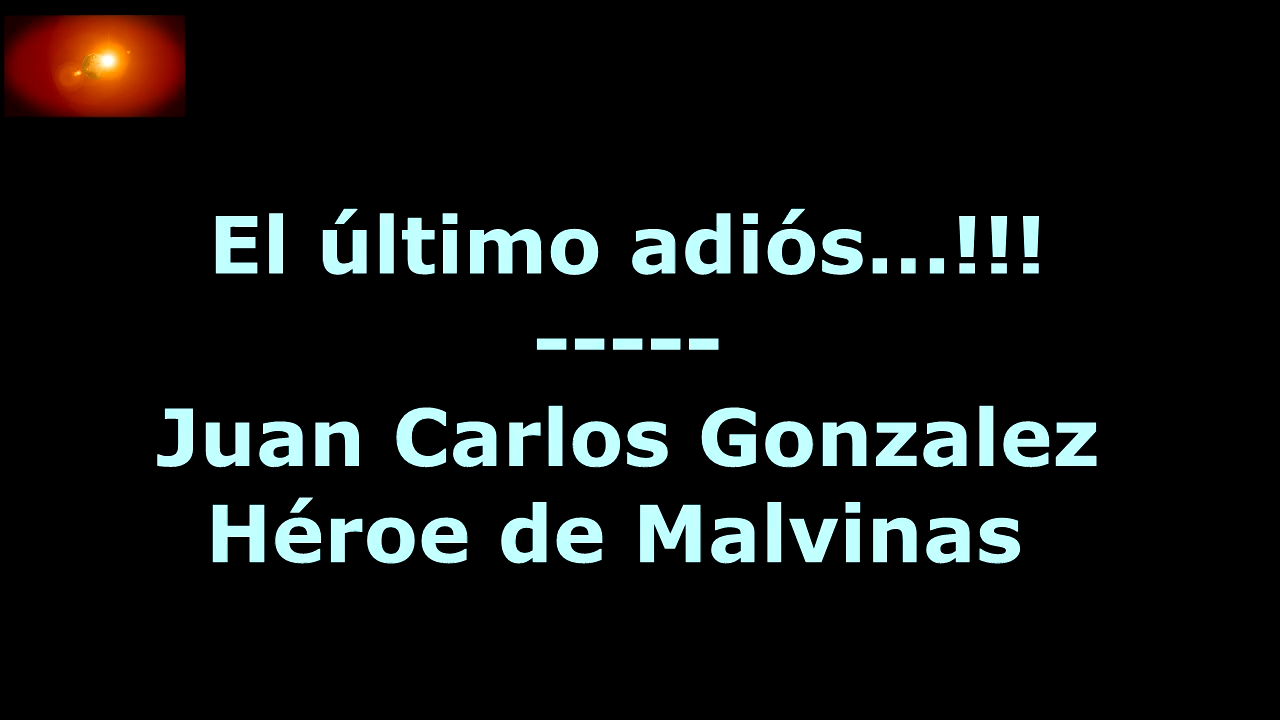 El último adiós...!!!
-----
Juan Carlos Gonzalez
Héroe de Malvinas